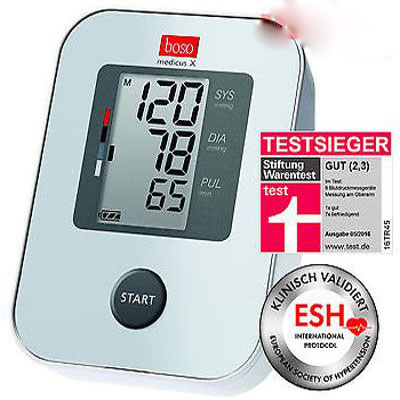 boso
medicus X
M
120
SYS
mmHg
78
DIA
mmHg
65
PUL
/ min
START
TESTSIEGER
Stiftung
Warentest
test
1
GUT (2,3)
Im Test:
Blutdruckmessgeräte
Messung am Oberarm
1x gut
7x befriedigend
Ausgabe 05/2016
www.test.de
16TR45
KLINISCH VALIDIERT
ESH
INTERNATIONAL
PROTOCOL
EUROPEAN SOCIETY OF HYPERTENSION